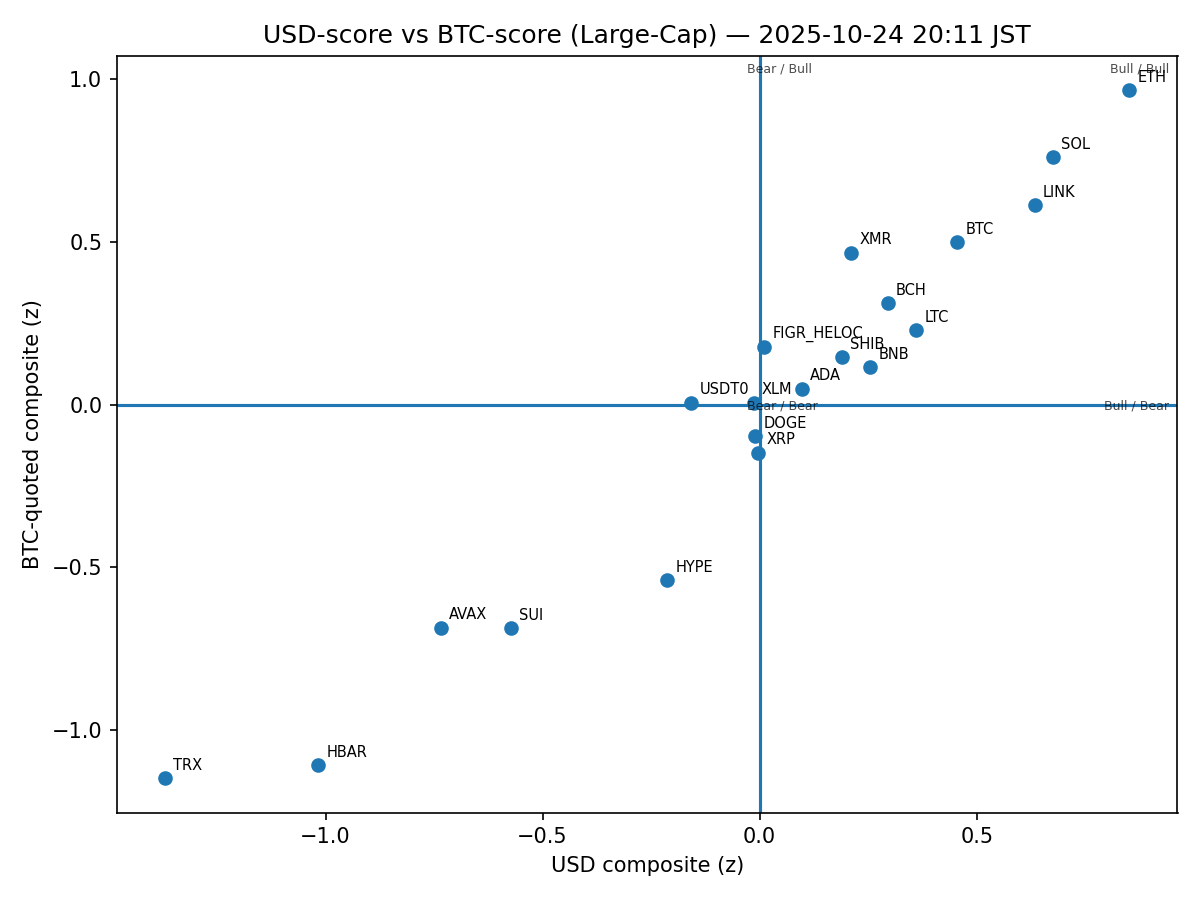 USD-score vs BTC-score (Large-Cap) — 2025-10-24 20:11 JST
Bear / Bull
Bull / Bull
ETH
SOL
LINK
BTC
XMR
BCH
LTC
FIGR_HELOC
SHIB
BNB
ADA
USDT0
XLM
Bear / Bear
Bull / Bear
DOGE
XRP
HYPE
AVAX
SUI
HBAR
TRX
1.0
0.5
0.0
−0.5
−1.0
BTC-quoted composite (z)
−1.0
−0.5
0.0
0.5
USD composite (z)